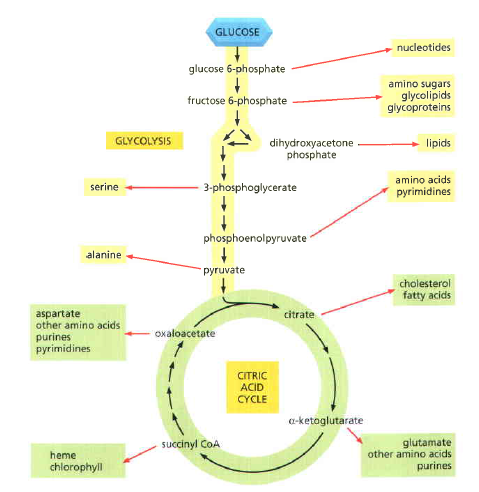 GLUCOSE
nucleotides
glucose 6-phosphate
amino sugars
glycolipids
glycoproteins
fructose 6-phosphate
GLYCOLYSIS
dihydroxyacetone
phosphate
lipids
serine
3-phosphoglycerate
amino acids
pyrimidines
phosphoenolpyruvate
alanine
pyruvate
cholesterol
fatty acids
citrate
aspartate
other amino acids
purines
pyrimidines
oxaloacetate
CITRIC
ACID
CYCLE
α-ketoglutarate
succinyl CoA
glutamate
other amino acids
purines
heme
chlorophyll